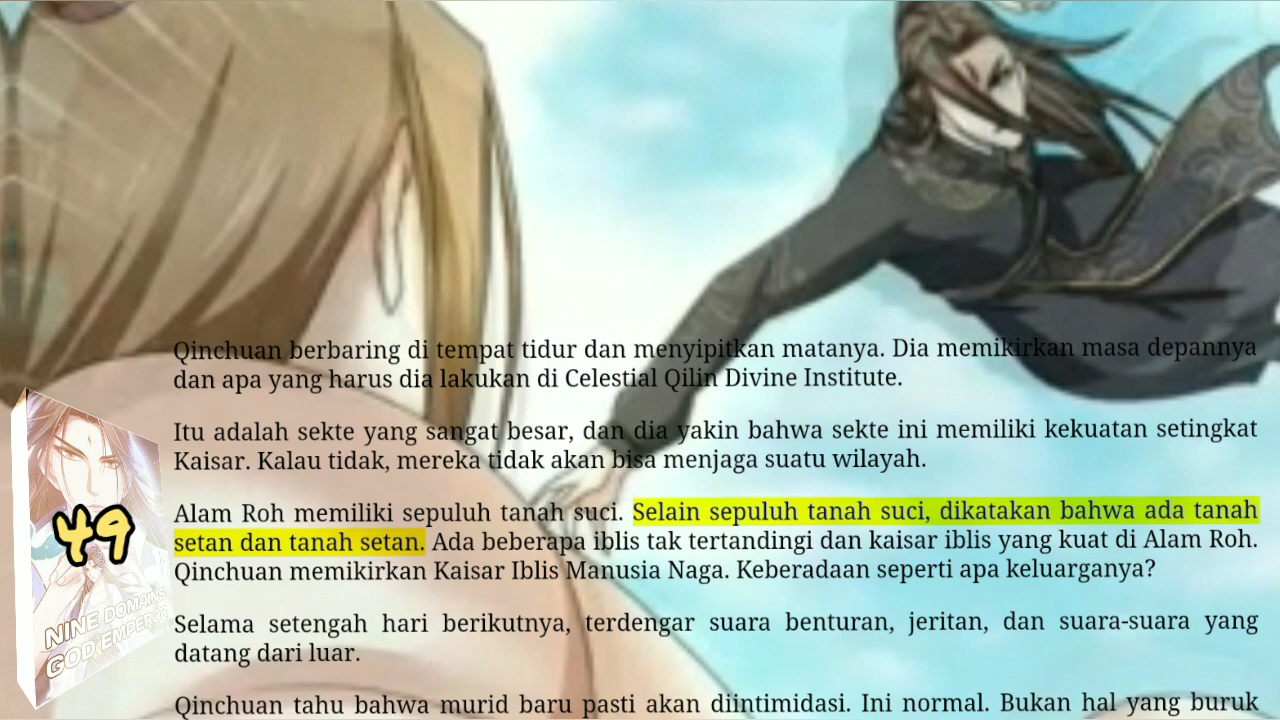 Qinchuan berbaring di tempat tidur dan menyipitkan matanya. Dia memikirkan masa depannya
dan apa yang harus dia lakukan di Celestial Qilin Divine Institute.
Itu adalah sekte yang sangat besar, dan dia yakin bahwa sekte ini memiliki kekuatan setingkat
Kaisar. Kalau tidak, mereka tidak akan bisa menjaga suatu wilayah.
Alam Roh memiliki sepuluh tanah suci. Selain sepuluh tanah suci, dikatakan bahwa ada tanah
setan dan tanah setan. Ada beberapa iblis tak tertandingi dan kaisar iblis yang kuat di Alam Roh.
Qinchuan memikirkan Kaisar Iblis Manusia Naga. Keberadaan seperti apa keluarganya?
Selama setengah hari berikutnya, terdengar suara benturan, jeritan, dan suara-suara yang
datang dari luar.
Qinchuan tahu bahwa murid baru pasti akan diintimidasi. Ini normal. Bukan hal yang buruk
49
NINE DOMAINS
GOD EMPEROR